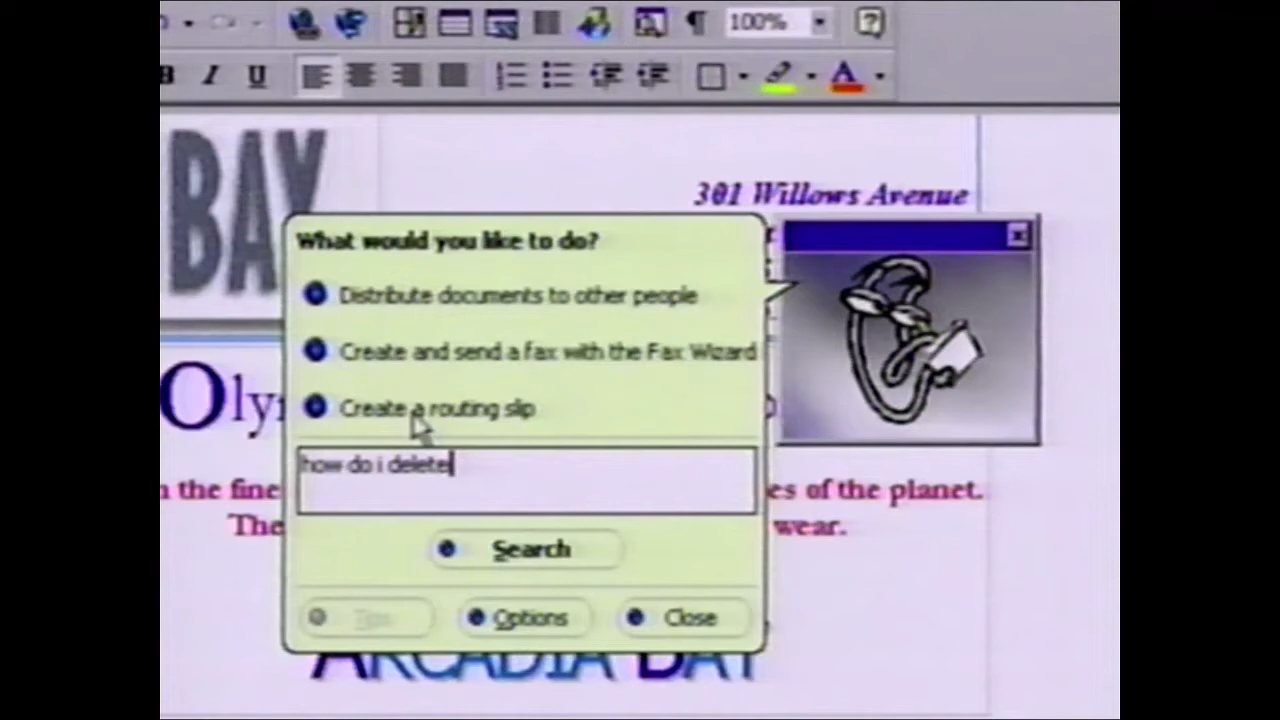 100%
B I U
A
BAY
301 Willows Avenue
What would you like to do?
Distribute documents to other people
Create and send a fax with the Fax Wizard
Create a routing slip
how do i delete
Search
Tips
Options
Close
Oly
the fine
es of the planet.
The
wear.
ARCADIA BAY